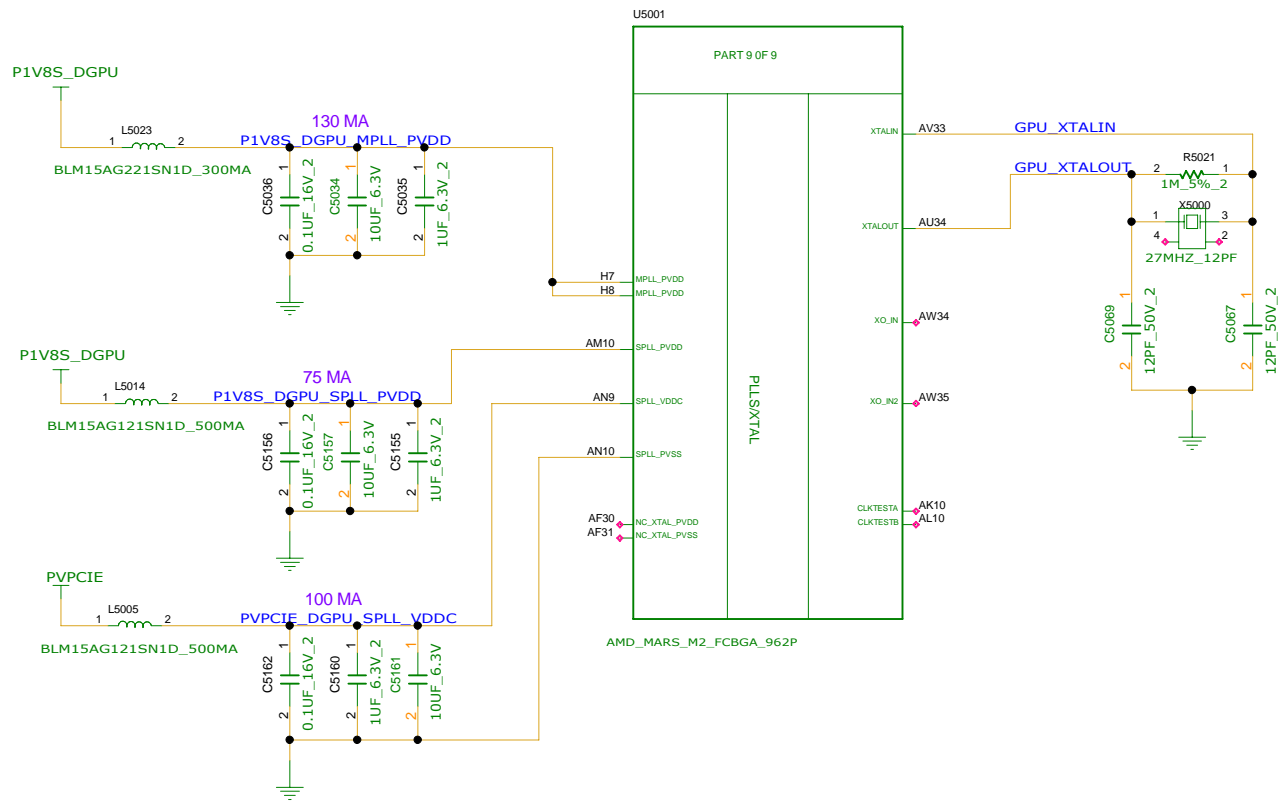 U5001
PART 9 0F 9
P1V8S_DGPU
L5023
1 2
BLM15AG221SN1D_300MA
130 MA
P1V8S_DGPU_MPLL_PVDD
1
C5036
2
0.1UF_16V_2
1
C5034
2
10UF_6.3V
1
C5035
2
1UF_6.3V_2
H7 MPLL_PVDD
H8 MPLL_PVDD
AM10 SPLL_PVDD
AN9 SPLL_VDDC
AN10 SPLL_PVSS
AF30 NC_XTAL_PVDD
AF31 NC_XTAL_PVSS
P1V8S_DGPU
L5014
1 2
BLM15AG121SN1D_500MA
75 MA
P1V8S_DGPU_SPLL_PVDD
1
C5156
2
0.1UF_16V_2
1
C5157
2
10UF_6.3V
1
C5155
2
1UF_6.3V_2
PVPCIE
L5005
1 2
BLM15AG121SN1D_500MA
100 MA
PVPCIE_DGPU_SPLL_VDDC
1
C5162
2
0.1UF_16V_2
1
C5160
2
1UF_6.3V_2
1
C5161
2
10UF_6.3V
PLLS/XTAL
AMD_MARS_M2_FCBGA_962P
XTALIN AV33
XTALOUT AU34
XO_IN AW34
XO_IN2 AW35
CLKTESTA AK10
CLKTESTB AL10
GPU_XTALIN
GPU_XTALOUT
R5021
2 1
1M_5%_2
X5000
1 3
4 2
27MHZ_12PF
1
C5069
2
12PF_50V_2
1
C5067
2
12PF_50V_2